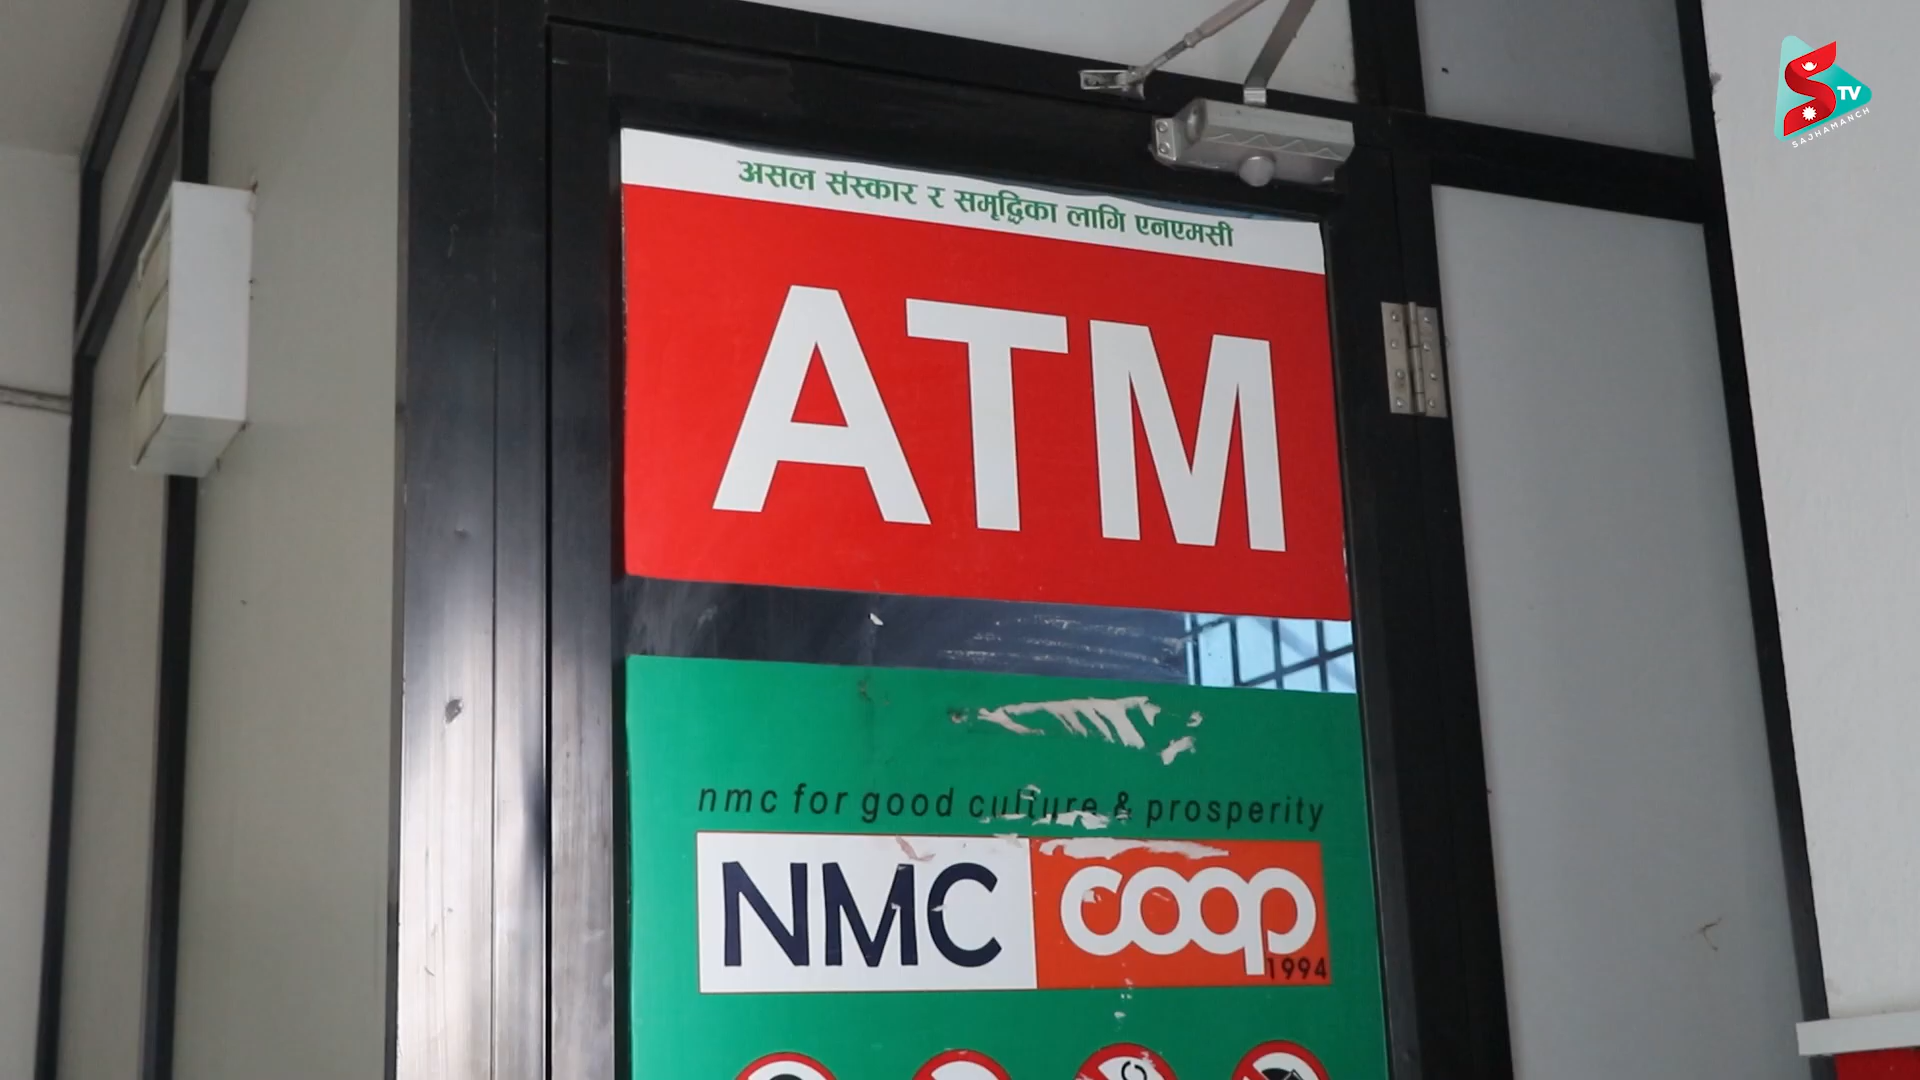 असल संस्कार र समृद्धिका लागि एनएमसी
ATM
nmc for good culture & prosperity
NMC coop
1994
S TV
SAJHAMANCH